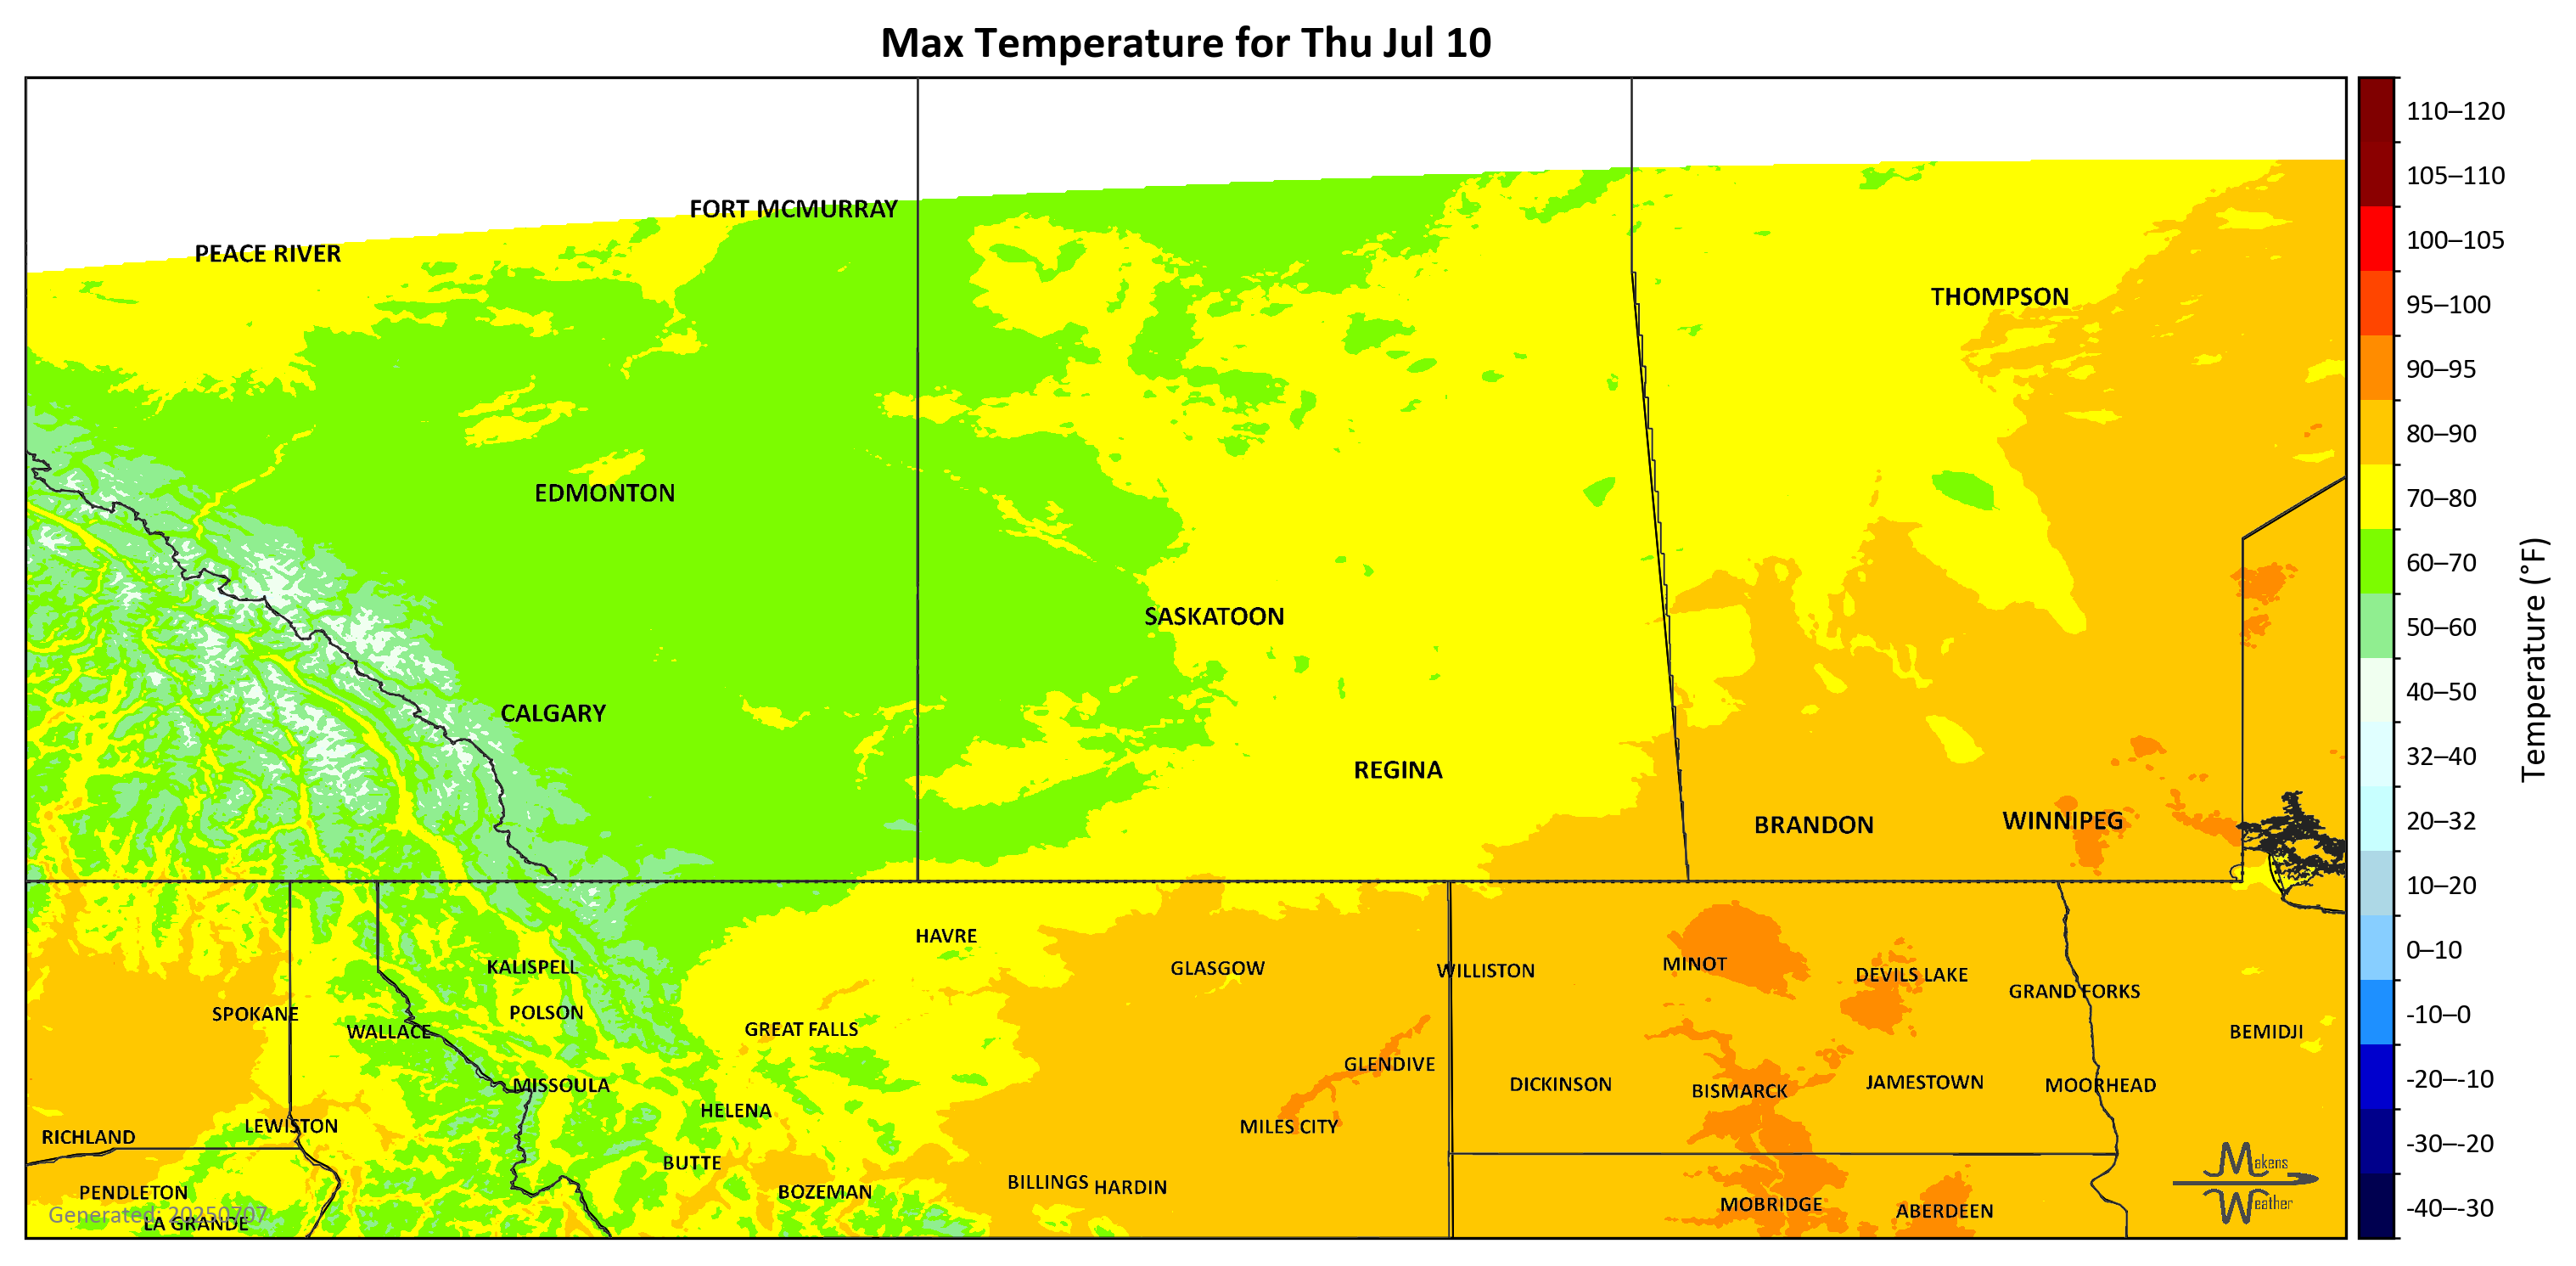 Max Temperature for Thu Jul 10
110–120
105–110
100–105
95–100
90–95
80–90
70–80
60–70
50–60
40–50
32–40
20–32
10–20
0–10
-10–0
-20–-10
-30–-20
-40–-30
Temperature (°F)
FORT MCMURRAY
PEACE RIVER
THOMPSON
EDMONTON
SASKATOON
CALGARY
REGINA
BRANDON
WINNIPEG
HAVRE
KALISPELL
GLASGOW
WILLISTON
MINOT
DEVILS LAKE
GRAND FORKS
SPOKANE
POLSON
WALLACE
GREAT FALLS
BEMIDJI
GLENDIVE
MISSOULA
DICKINSON
BISMARCK
JAMESTOWN
MOORHEAD
HELENA
LEWISTON
MILES CITY
RICHLAND
BUTTE
PENDLETON
BOZEMAN
BILLINGS
HARDIN
MOBRIDGE
ABERDEEN
Generated: 20250707
LA GRANDE
Makens
Weather